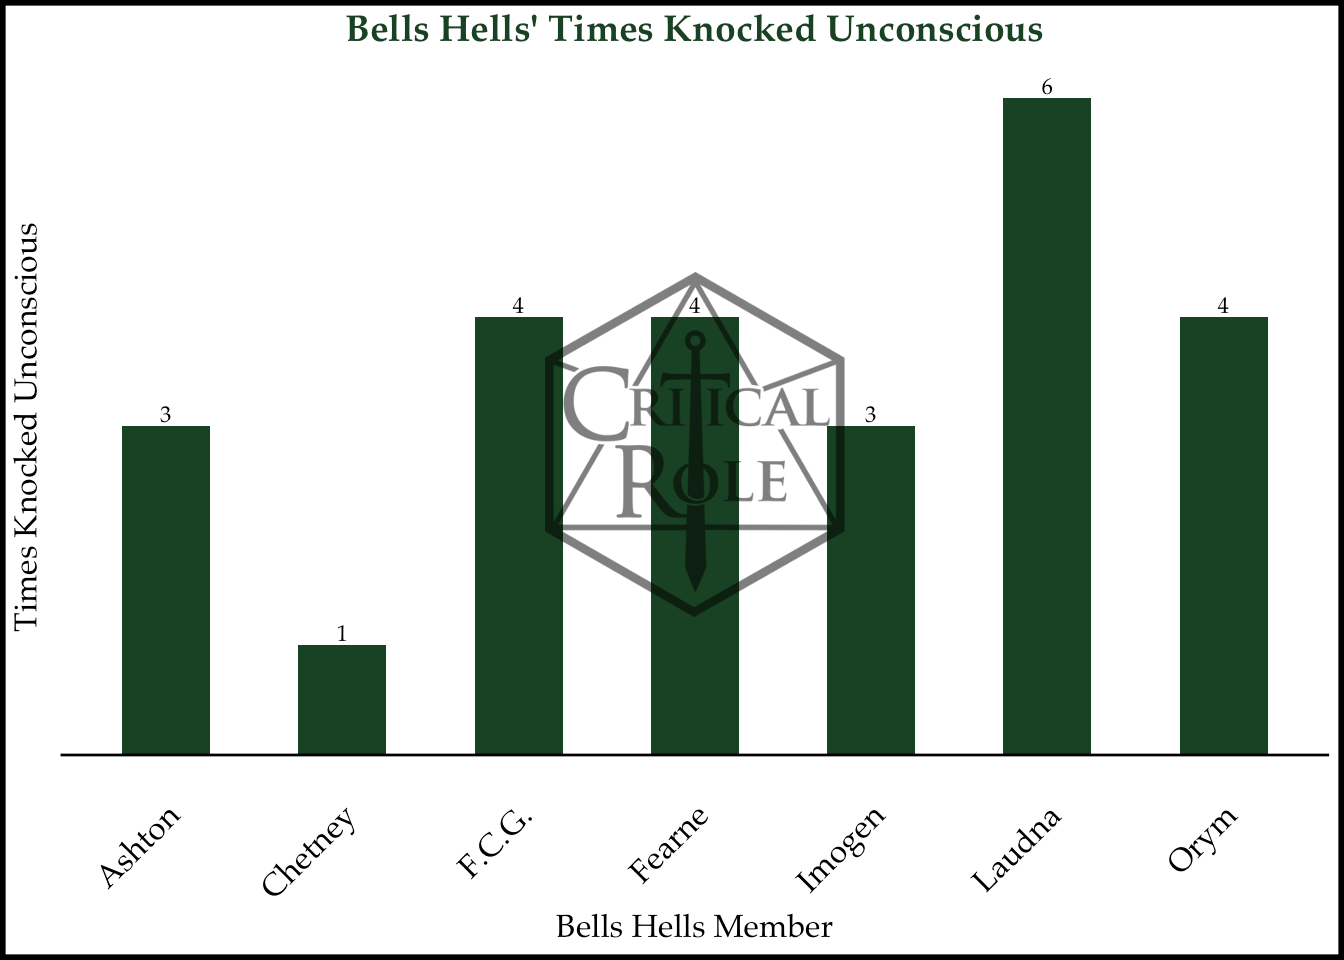 Bells Hells' Times Knocked Unconscious
Times Knocked Unconscious
3
1
4
4
3
6
4
CRITICAL
ROLE
Ashton
Chetney
F.C.G.
Fearne
Imogen
Laudna
Orym
Bells Hells Member